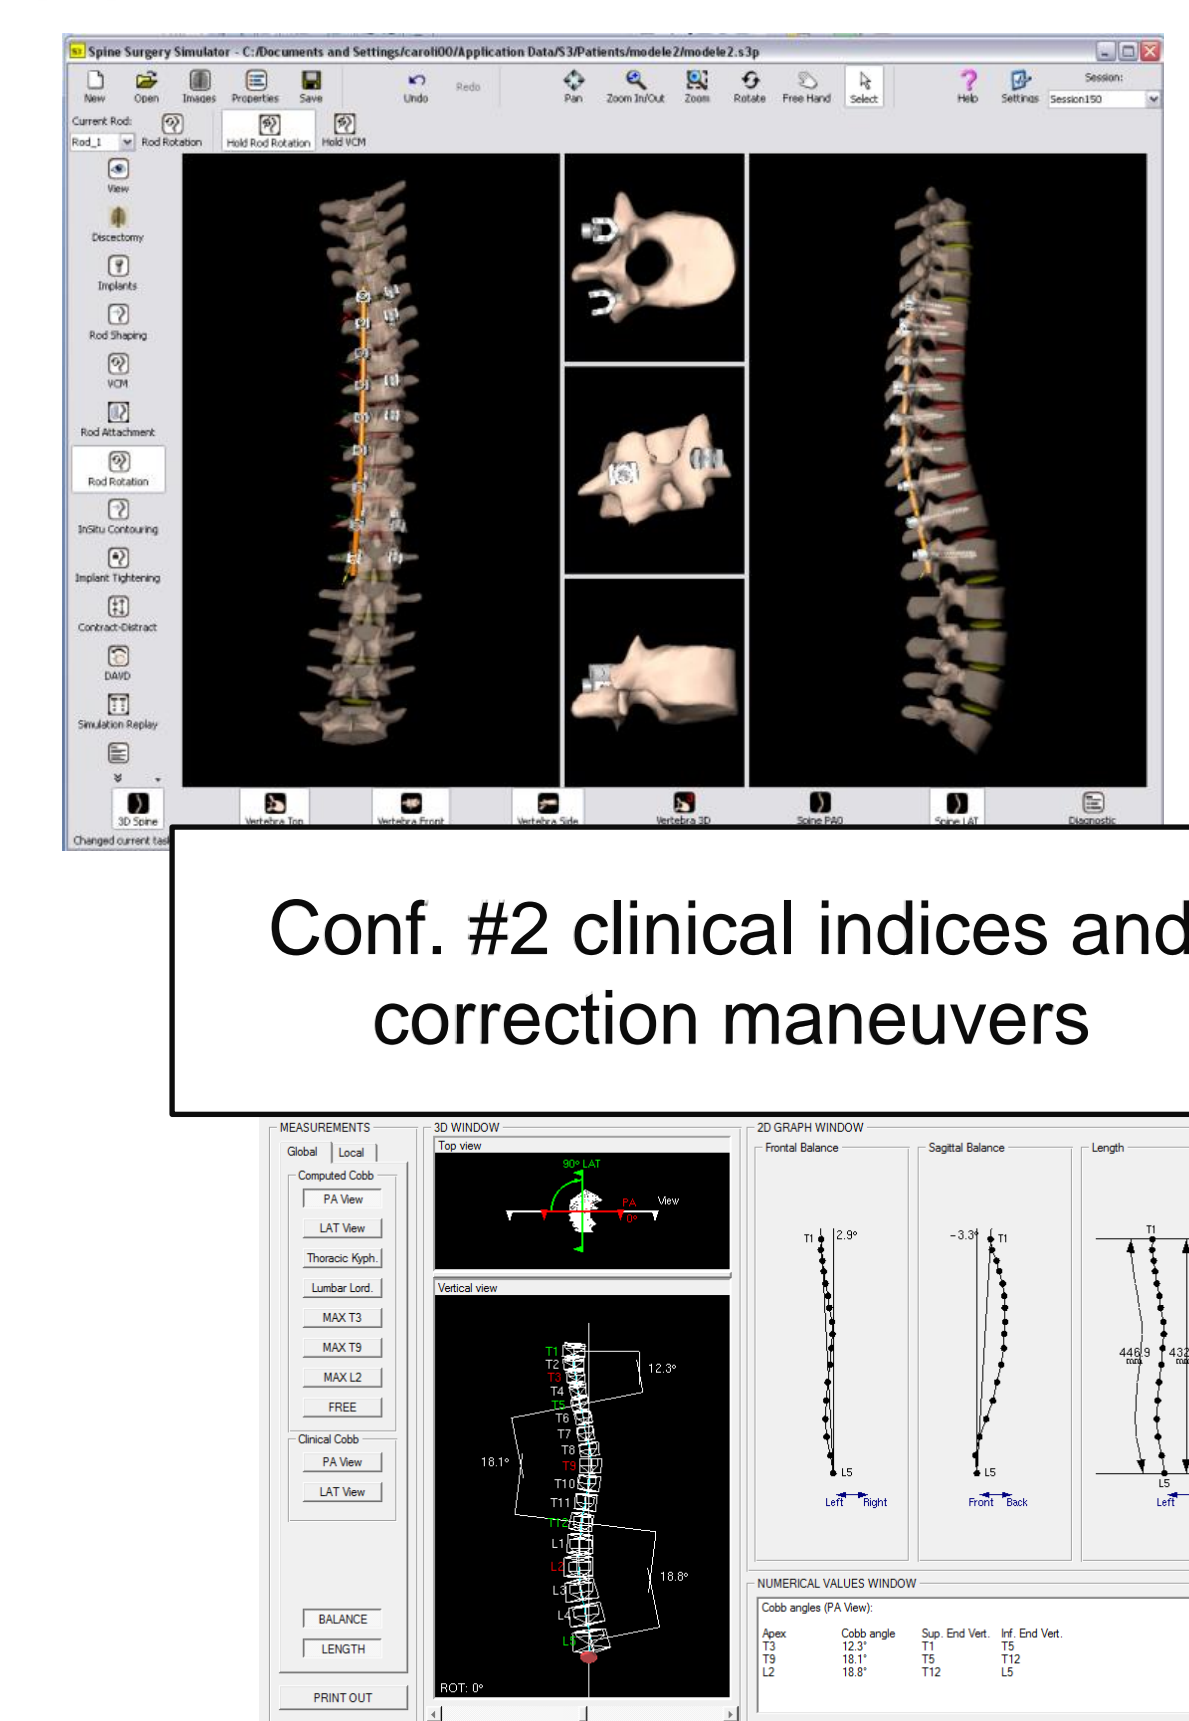 Spine Surgery Simulator - C:/Documents and Settings/caroli00/Application Data/S3/Patients/modele2/modele2.s3p
New Open Images Properties Save Undo Redo Pan Zoom In/Out Zoom Rotate Free Hand Select Help Settings
Session:
Session150
Current Rod:
Rod_1 Rod Rotation Hold Rod Rotation Hold VCM
View
Discectomy
Implants
Rod Shaping
VCM
Rod Attachment
Rod Rotation
InSitu Contouring
Implant Tightening
Contract-Distract
DAVD
Simulation Replay
3D Spine Vertebra Top Vertebra Front Vertebra Side Vertebra 3D Spine PA0 Spine LAT Diagnostic
Changed current task
Conf. #2 clinical indices and
correction maneuvers
MEASUREMENTS
Global Local
Computed Cobb
PA View
LAT View
Thoracic Kyph.
Lumbar Lord.
MAX T3
MAX T9
MAX L2
FREE
Clinical Cobb
PA View
LAT View
BALANCE
LENGTH
PRINT OUT
3D WINDOW
Top view
90° LAT
PA View
0°
Vertical view
T1
T2
T3
T4
T5
T6
T7
T8
T9
T10
T11
T12
L1
L2
L3
L4
L5
12.3°
18.1°
18.8°
ROT: 0°
2D GRAPH WINDOW
Frontal Balance
T1 2.9°
L5
Left Right
Sagittal Balance
-3.3° T1
L5
Front Back
Length
T1
446.9 432
mm
L5
Left
NUMERICAL VALUES WINDOW
Cobb angles (PA View):
Apex Cobb angle Sup. End Vert. Inf. End Vert.
T3 12.3° T1 T5
T9 18.1° T5 T12
L2 18.8° T12 L5